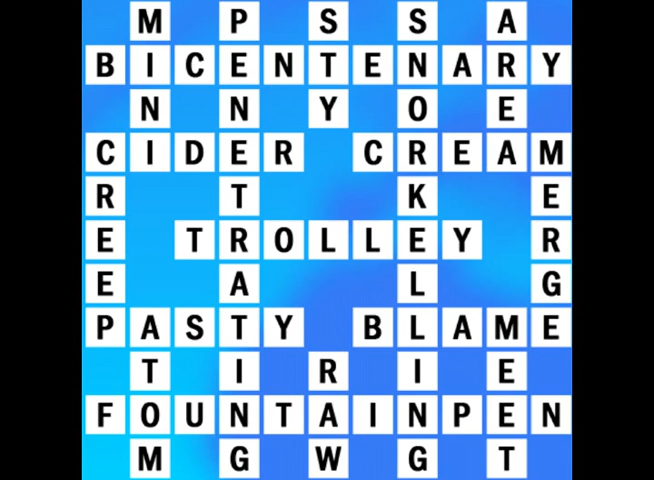 M P S S A
BICENTENARY
N N Y O E
CIDER CREAM
R T K E
E TROLLEY R
E A L G
PASTY BLAME
T I R I E
FOUNTAINPEN
M G W G T